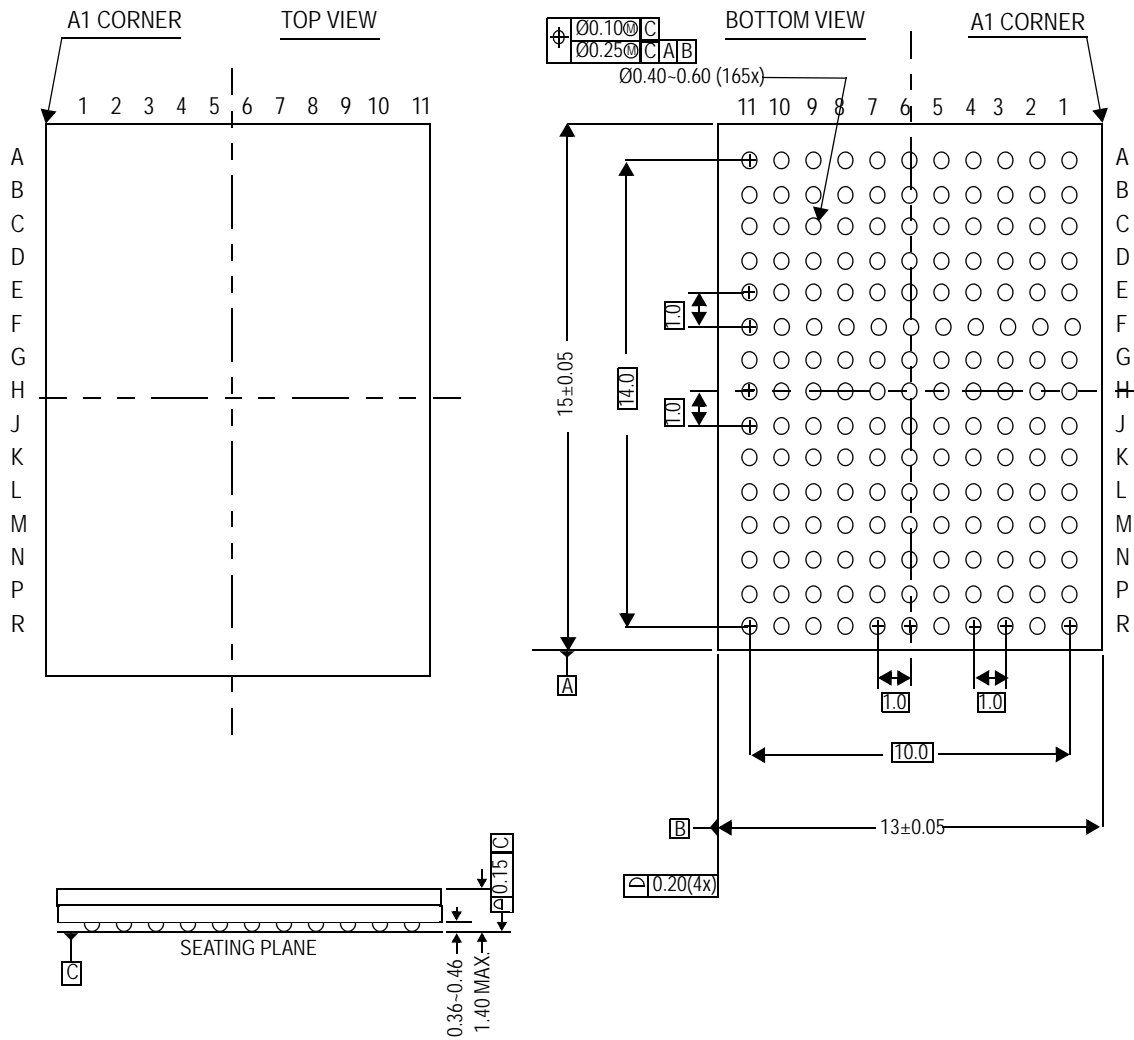 A1 CORNER
TOP VIEW
1 2 3 4 5 6 7 8 9 10 11
A
B
C
D
E
F
G
H
J
K
L
M
N
P
R
Ø0.10Ⓜ C
Ø0.25Ⓜ C A B
Ø0.40~0.60 (165x)
BOTTOM VIEW
A1 CORNER
11 10 9 8 7 6 5 4 3 2 1
A
B
C
D
E
F
G
H
J
K
L
M
N
P
R
1.0
1.0
14.0
15±0.05
A
1.0
1.0
10.0
B
13±0.05
0.20(4x)
0.15 C
SEATING PLANE
C
0.36~0.46
1.40 MAX.